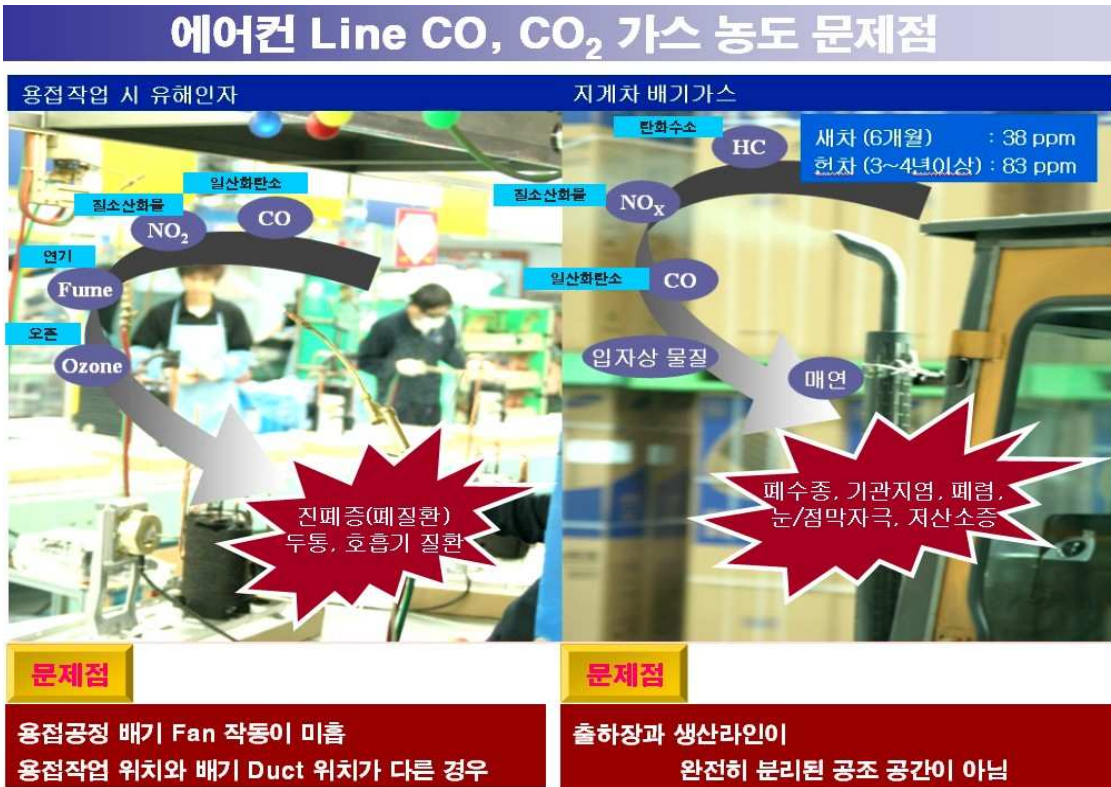 에어컨 Line CO, CO₂ 가스 농도 문제점
용접작업 시 유해인자
일산화탄소
CO
질소산화물
NO₂
연기
Fume
오존
Ozone
진폐증(폐질환)
두통, 호흡기 질환
문제점
용접공정 배기 Fan 작동이 미흡
용접작업 위치와 배기 Duct 위치가 다른 경우
지게차 배기가스
새차 (6개월) : 38 ppm
헌차 (3~4년이상) : 83 ppm
탄화수소
HC
질소산화물
NOX
일산화탄소
CO
입자상 물질
매연
폐수종, 기관지염, 폐렴,
눈/점막자극, 저산소증
문제점
출하장과 생산라인이
완전히 분리된 공조 공간이 아님